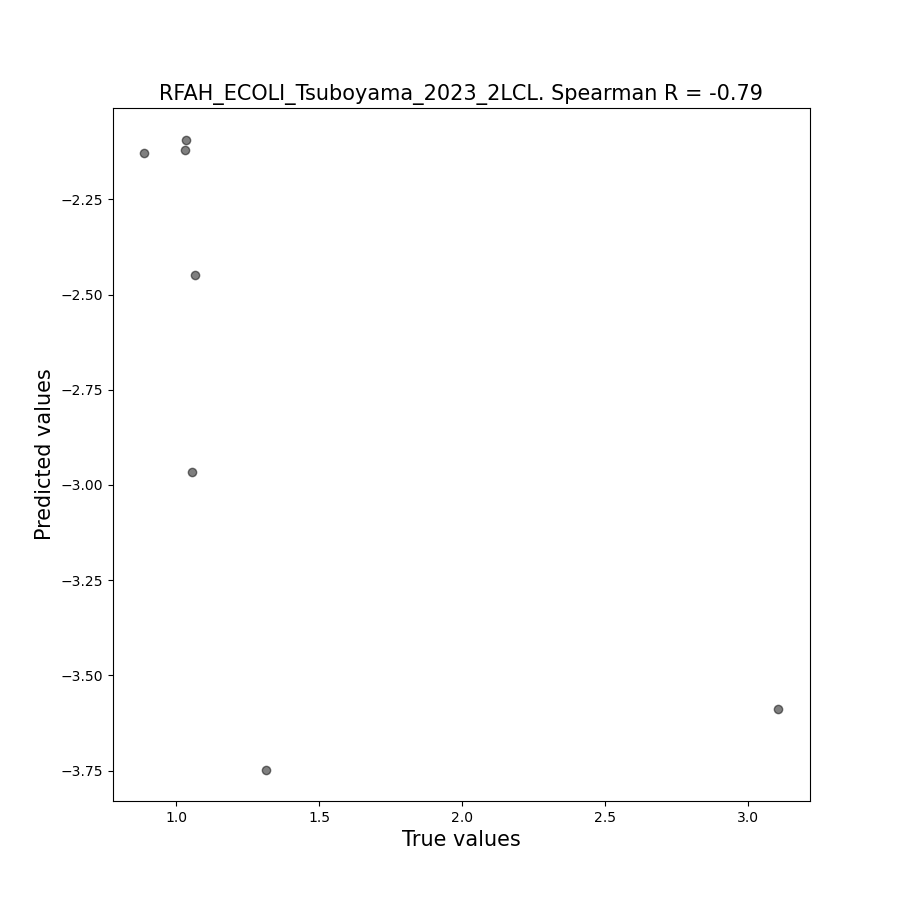 RFAH_ECOLI_Tsuboyama_2023_2LCL. Spearman R = -0.79
Predicted values
−2.25
−2.50
−2.75
−3.00
−3.25
−3.50
−3.75
1.0 1.5 2.0 2.5 3.0
True values